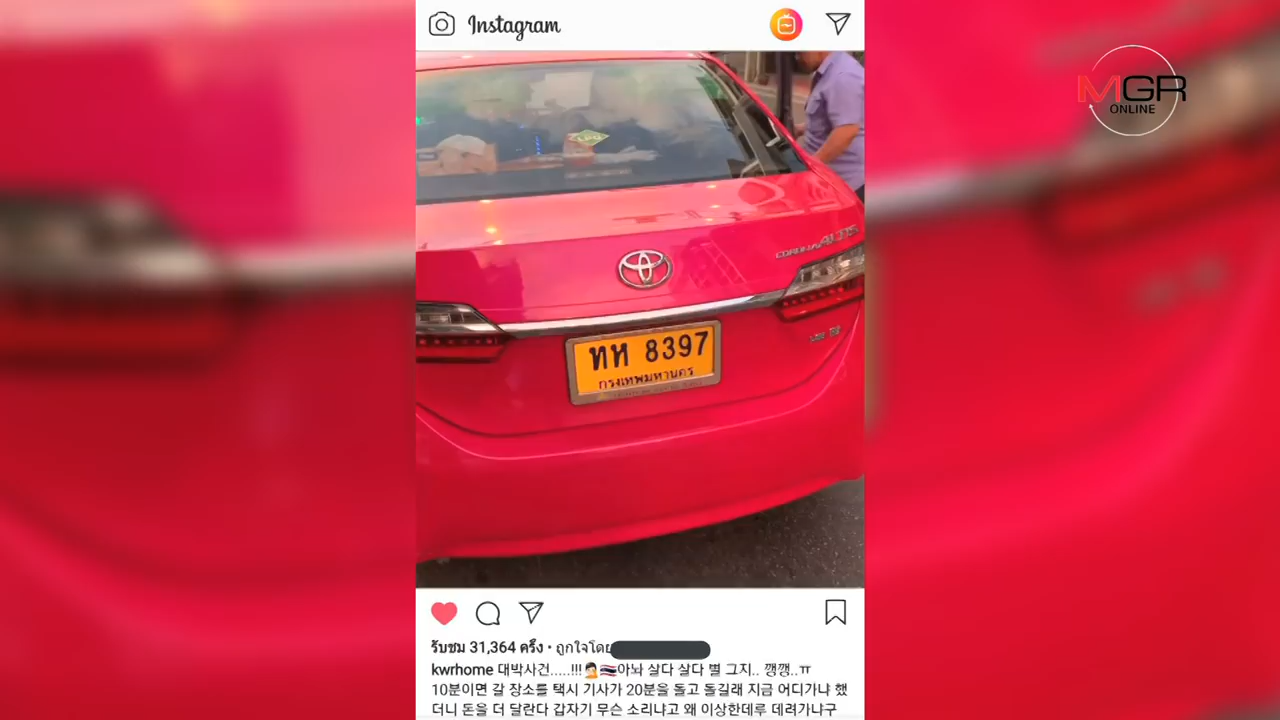 Instagram
MGR
ONLINE
LPG
COROLLA ALTIS
ทห 8397
กรุงเทพมหานคร
รับชม 31,364 ครั้ง • ถูกใจโดย
kwrhome 대박사건.....!!!🤦🇹🇭아놔 살다 살다 별 그지.. 깽깽..ㅠ
10분이면 갈 장소를 택시 기사가 20분을 돌고 돌길래 지금 어디가냐 했
더니 돈을 더 달란다 갑자기 무슨 소리냐고 왜 이상한데루 데려가냐구